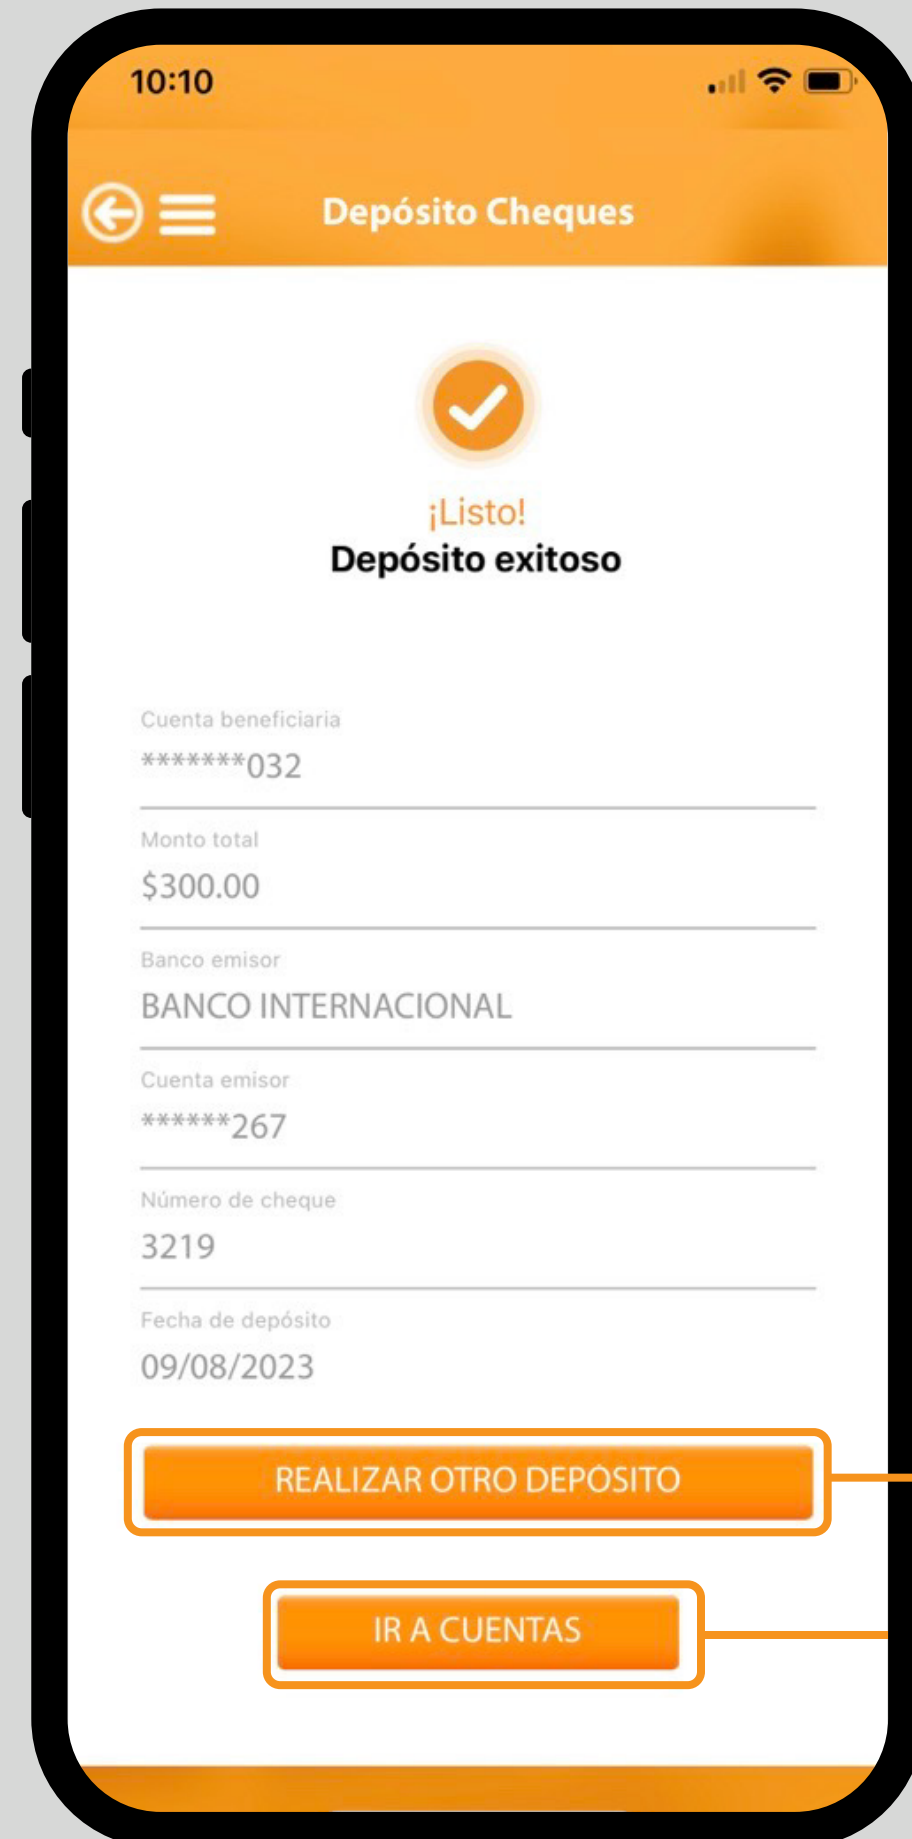 10:10
Depósito Cheques
¡Listo!
Depósito exitoso
Cuenta beneficiaria
*******032
Monto total
$300.00
Banco emisor
BANCO INTERNACIONAL
Cuenta emisor
******267
Número de cheque
3219
Fecha de depósito
09/08/2023
REALIZAR OTRO DEPÓSITO
IR A CUENTAS